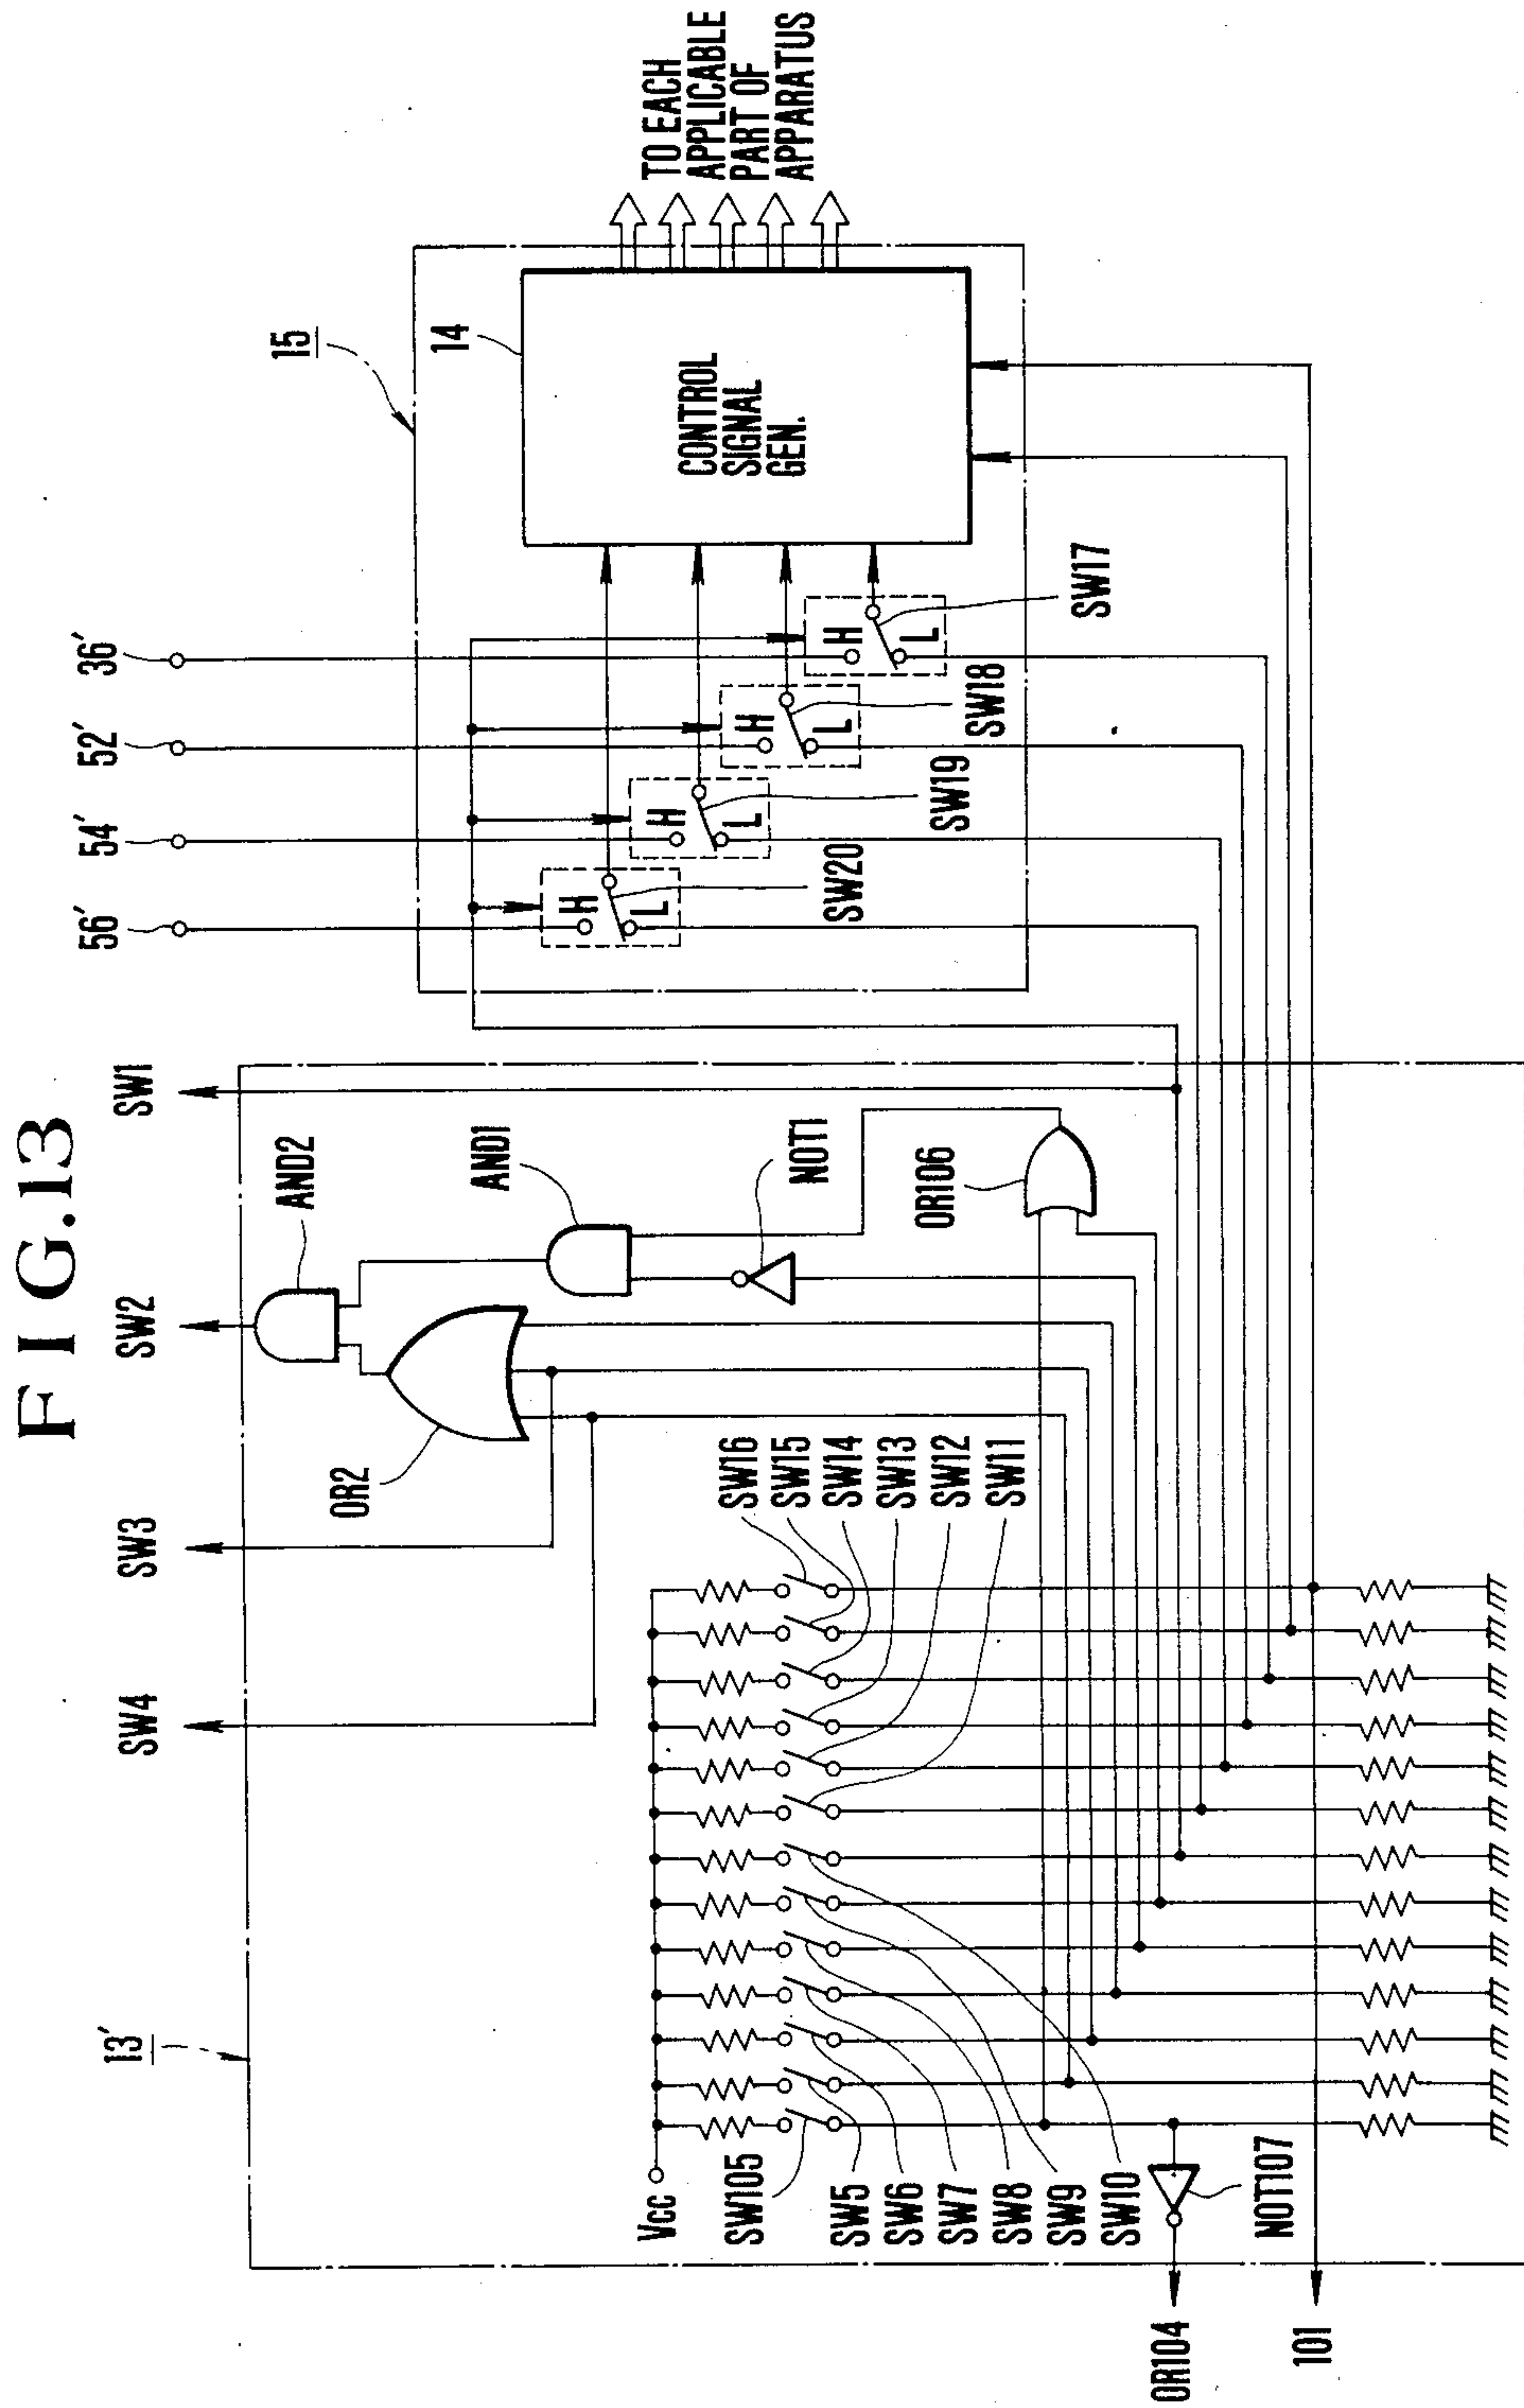 FIG.13
SW4
SW3
SW2
SW1
56'
54'
52'
36'
13'
15
14
OR2
AND2
AND1
NOT1
OR106
CONTROL
SIGNAL
GEN.
TO EACH
APPLICABLE
PART OF
APPARATUS
H
L
SW20
H
L
SW19
H
L
SW18
H
L
SW17
Vcc
SW105
SW5
SW6
SW7
SW8
SW9
SW10
SW16
SW15
SW14
SW13
SW12
SW11
NOT107
OR104
101